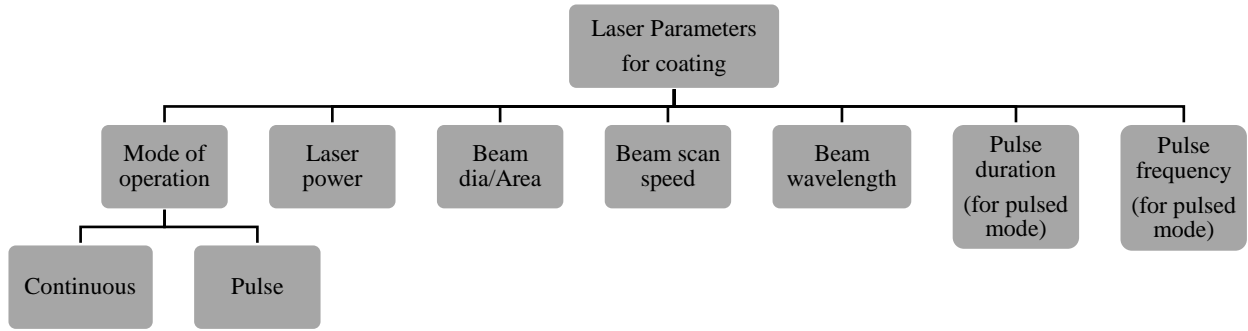 Laser Parameters
for coating
Mode of
operation
Laser
power
Beam
dia/Area
Beam scan
speed
Beam
wavelength
Pulse
duration
(for pulsed
mode)
Pulse
frequency
(for pulsed
mode)
Continuous
Pulse